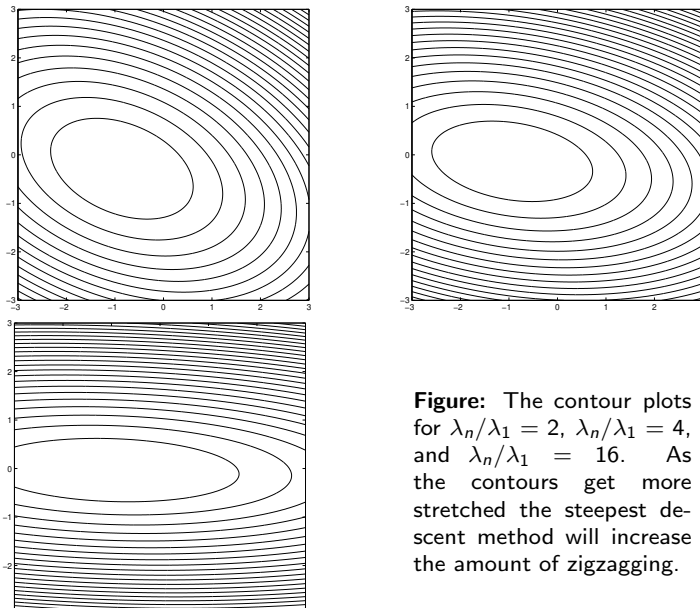 3
2
1
0
−1
−2
−3
−3 −2 −1 0 1 2 3
3
2
1
0
−1
−2
−3
−3 −2 −1 0 1 2
3
2
1
0
−1
−2
Figure: The contour plots
for λn/λ1 = 2, λn/λ1 = 4,
and λn/λ1 = 16. As
the contours get more
stretched the steepest de-
scent method will increase
the amount of zigzagging.